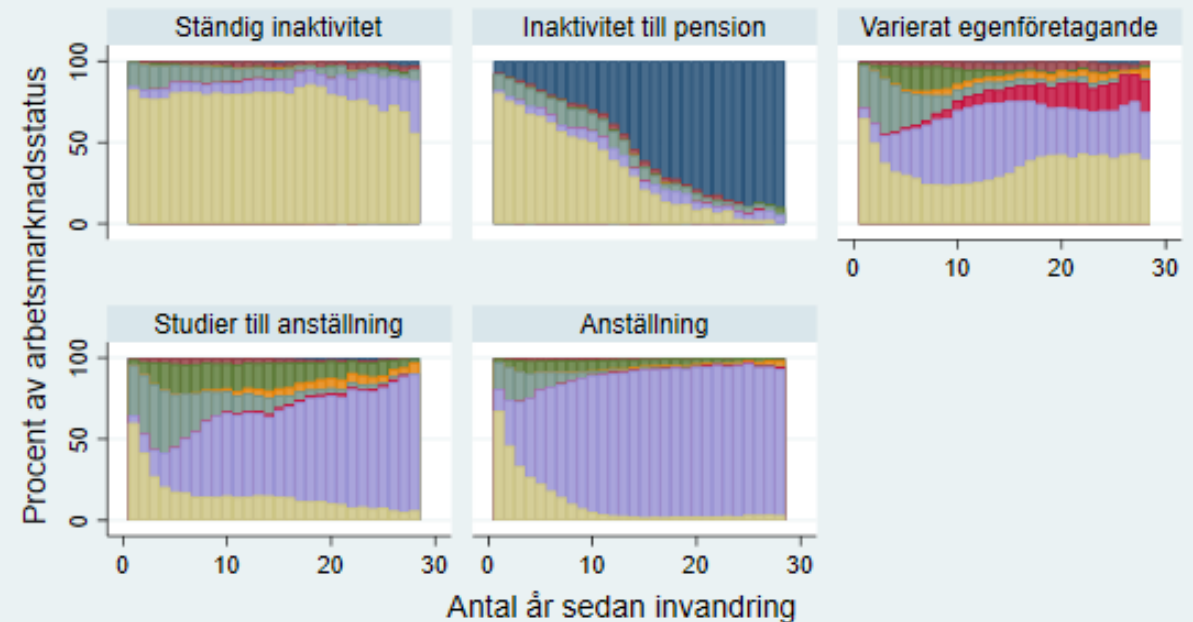 Ständig inaktivitet
Inaktivitet till pension
Varierat egenföretagande
Procent av arbetsmarknadsstatus
100
50
0
0 10 20 30
Studier till anställning
Anställning
100
50
0
0 10 20 30
0 10 20 30
Antal år sedan invandring